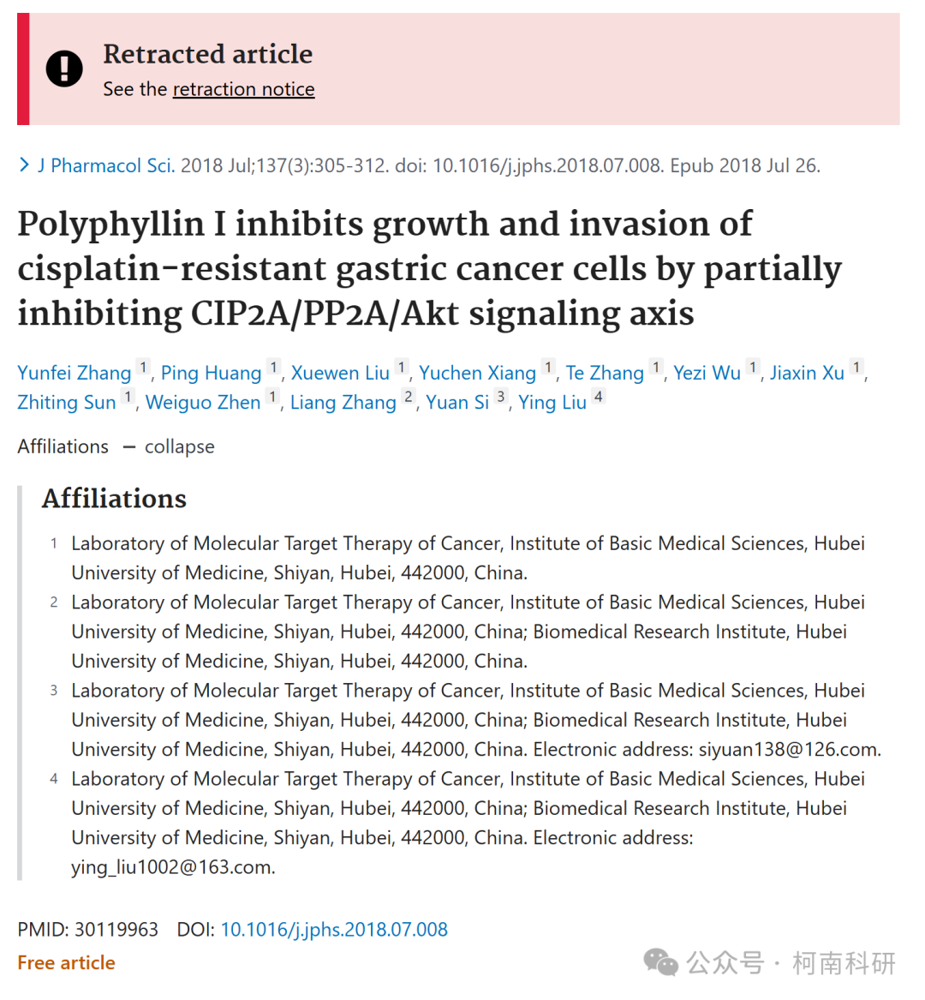 Retracted article
See the retraction notice
J Pharmacol Sci. 2018 Jul;137(3):305-312. doi: 10.1016/j.jphs.2018.07.008. Epub 2018 Jul 26.
Polyphyllin I inhibits growth and invasion of
cisplatin-resistant gastric cancer cells by partially
inhibiting CIP2A/PP2A/Akt signaling axis
Yunfei Zhang 1, Ping Huang 1, Xuewen Liu 1, Yuchen Xiang 1, Te Zhang 1, Yezi Wu 1, Jiaxin Xu 1,
Zhiting Sun 1, Weiguo Zhen 1, Liang Zhang 2, Yuan Si 3, Ying Liu 4
Affiliations — collapse
Affiliations
1 Laboratory of Molecular Target Therapy of Cancer, Institute of Basic Medical Sciences, Hubei
University of Medicine, Shiyan, Hubei, 442000, China.
2 Laboratory of Molecular Target Therapy of Cancer, Institute of Basic Medical Sciences, Hubei
University of Medicine, Shiyan, Hubei, 442000, China; Biomedical Research Institute, Hubei
University of Medicine, Shiyan, Hubei, 442000, China.
3 Laboratory of Molecular Target Therapy of Cancer, Institute of Basic Medical Sciences, Hubei
University of Medicine, Shiyan, Hubei, 442000, China; Biomedical Research Institute, Hubei
University of Medicine, Shiyan, Hubei, 442000, China. Electronic address: siyuan138@126.com.
4 Laboratory of Molecular Target Therapy of Cancer, Institute of Basic Medical Sciences, Hubei
University of Medicine, Shiyan, Hubei, 442000, China; Biomedical Research Institute, Hubei
University of Medicine, Shiyan, Hubei, 442000, China. Electronic address:
ying_liu1002@163.com.
PMID: 30119963 DOI: 10.1016/j.jphs.2018.07.008
Free article
公众号 · 柯南科研